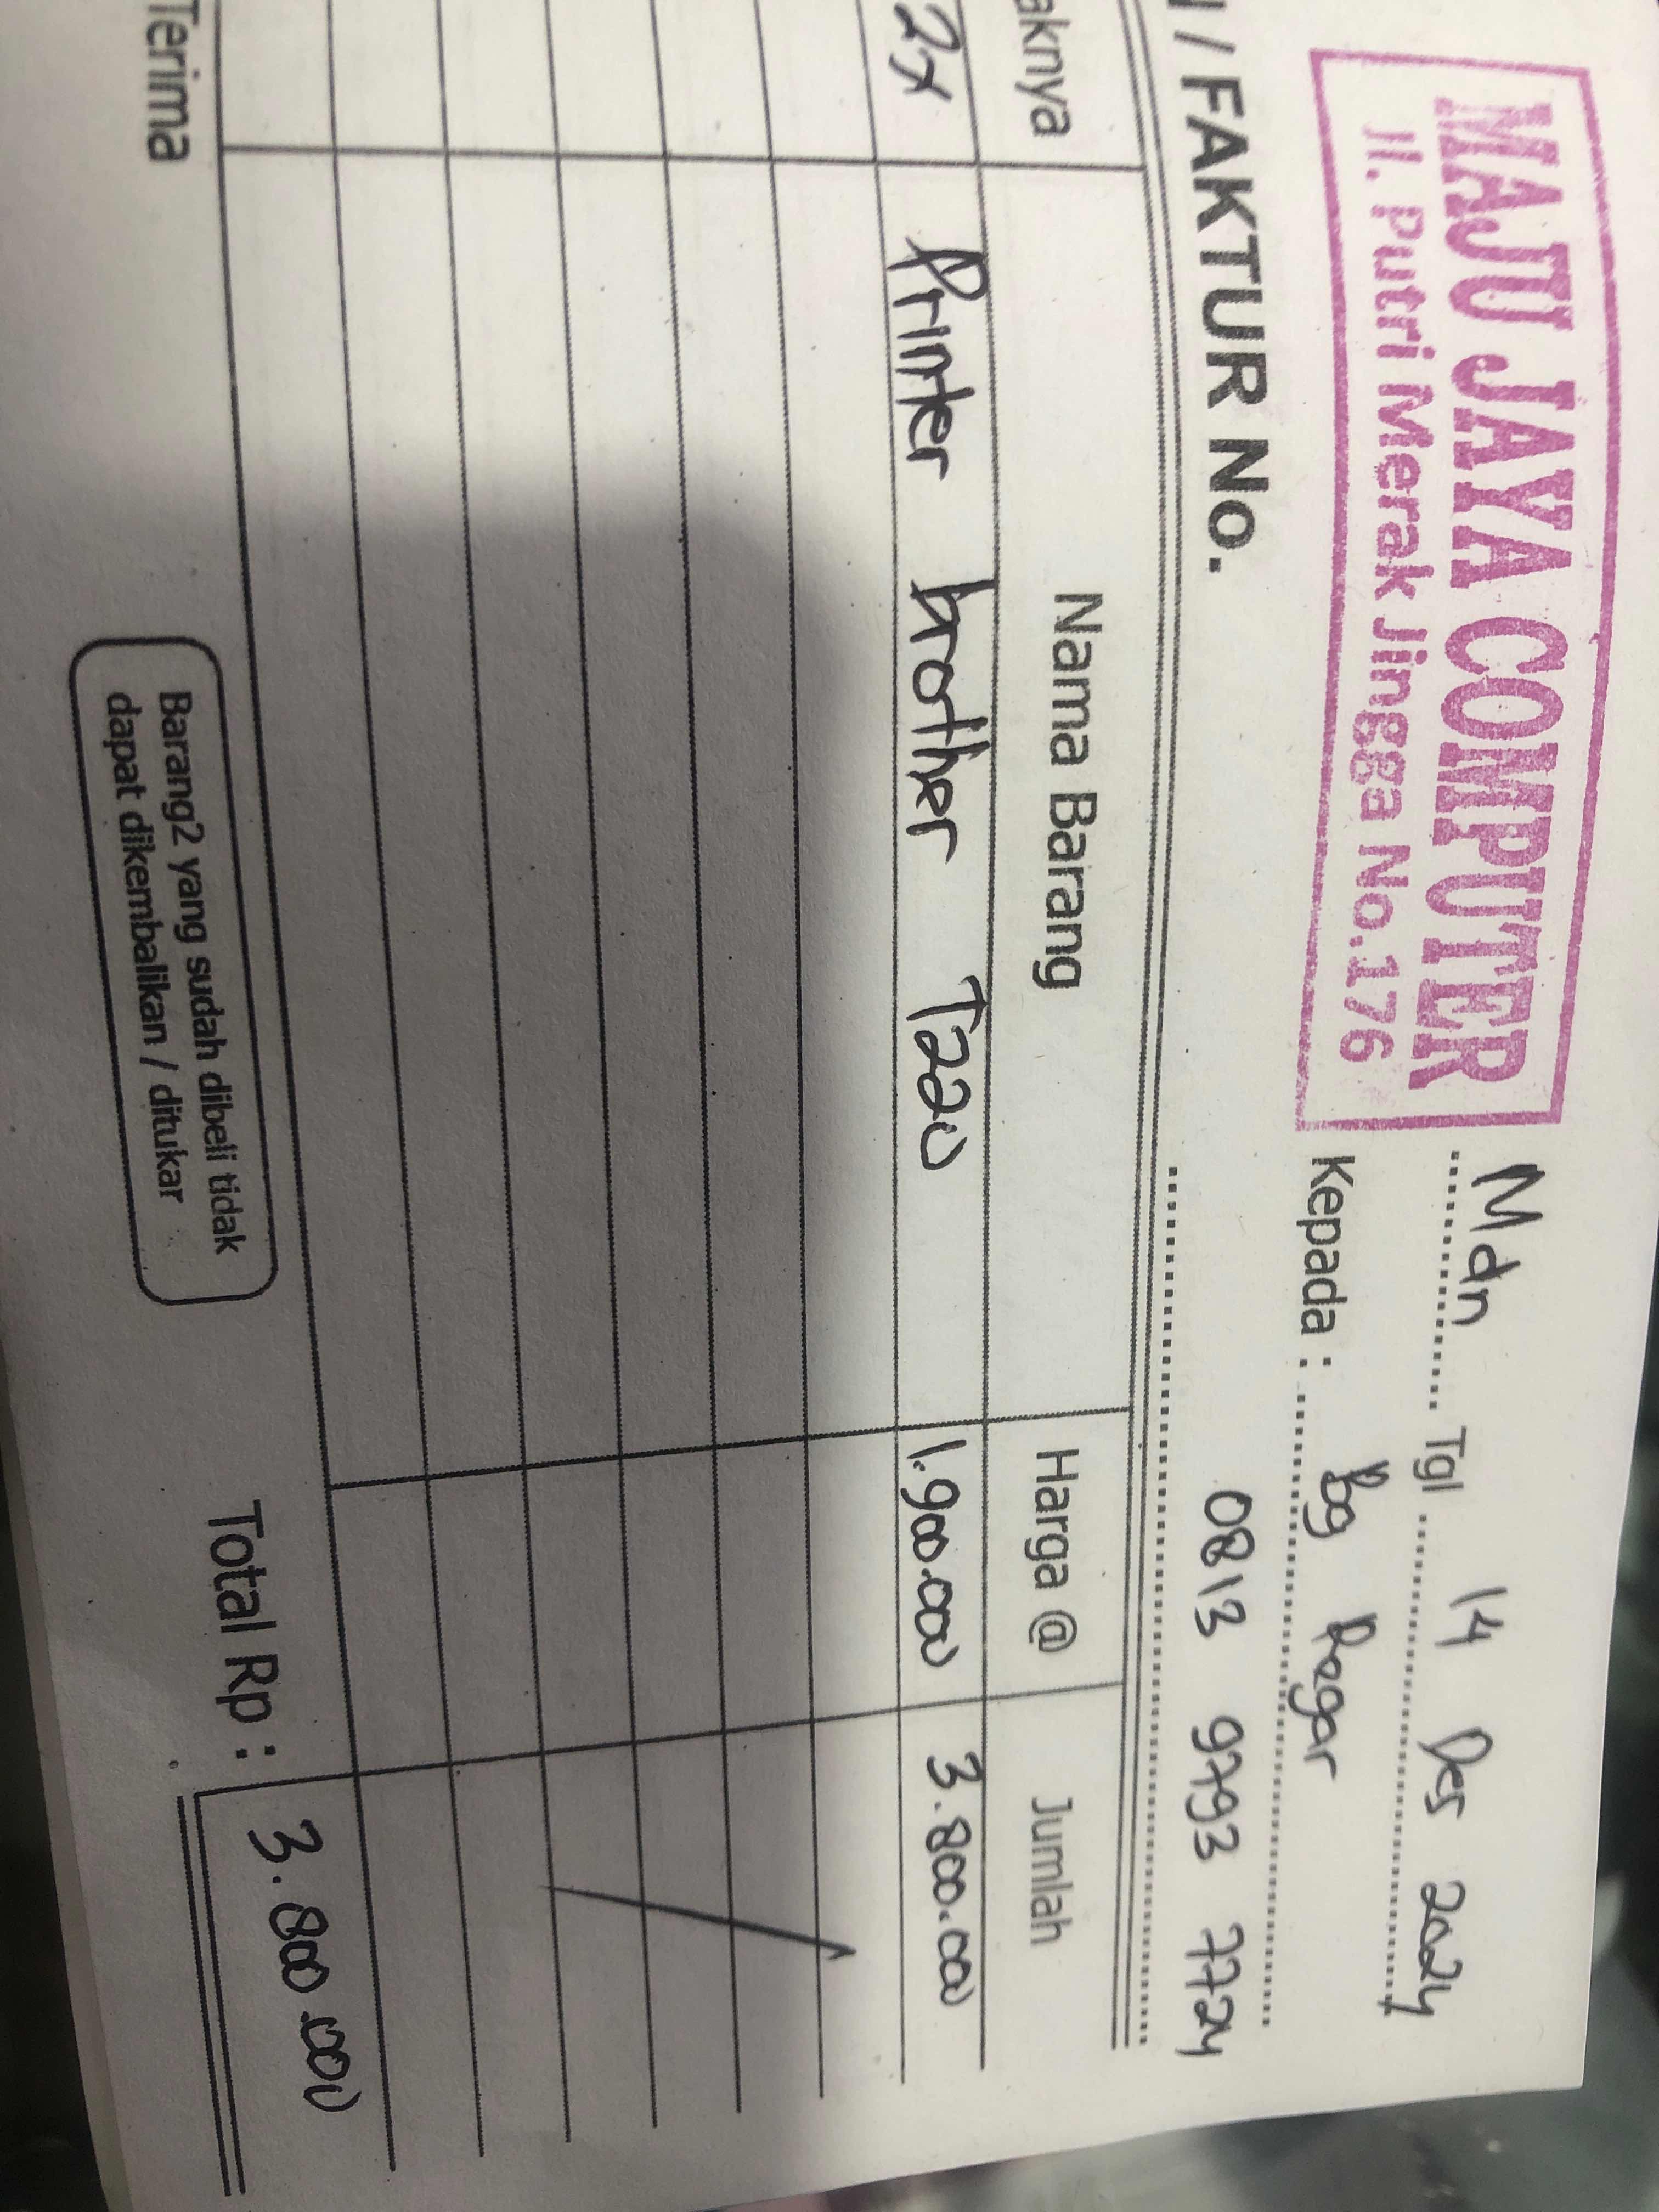 MAJU JAYA COMPUTER
Jl. Putri Merak Jingga No.176
Mdn Tgl 14 Des 2024
Kepada : Bg Regar
0813 9793 7724
/ FAKTUR No.
aknya Nama Barang Harga @ Jumlah
2x Printer brother T220 1.900.000 3.800.000
Total Rp : 3.800.000
Terima
Barang2 yang sudah dibeli tidak
dapat dikembalikan / ditukar